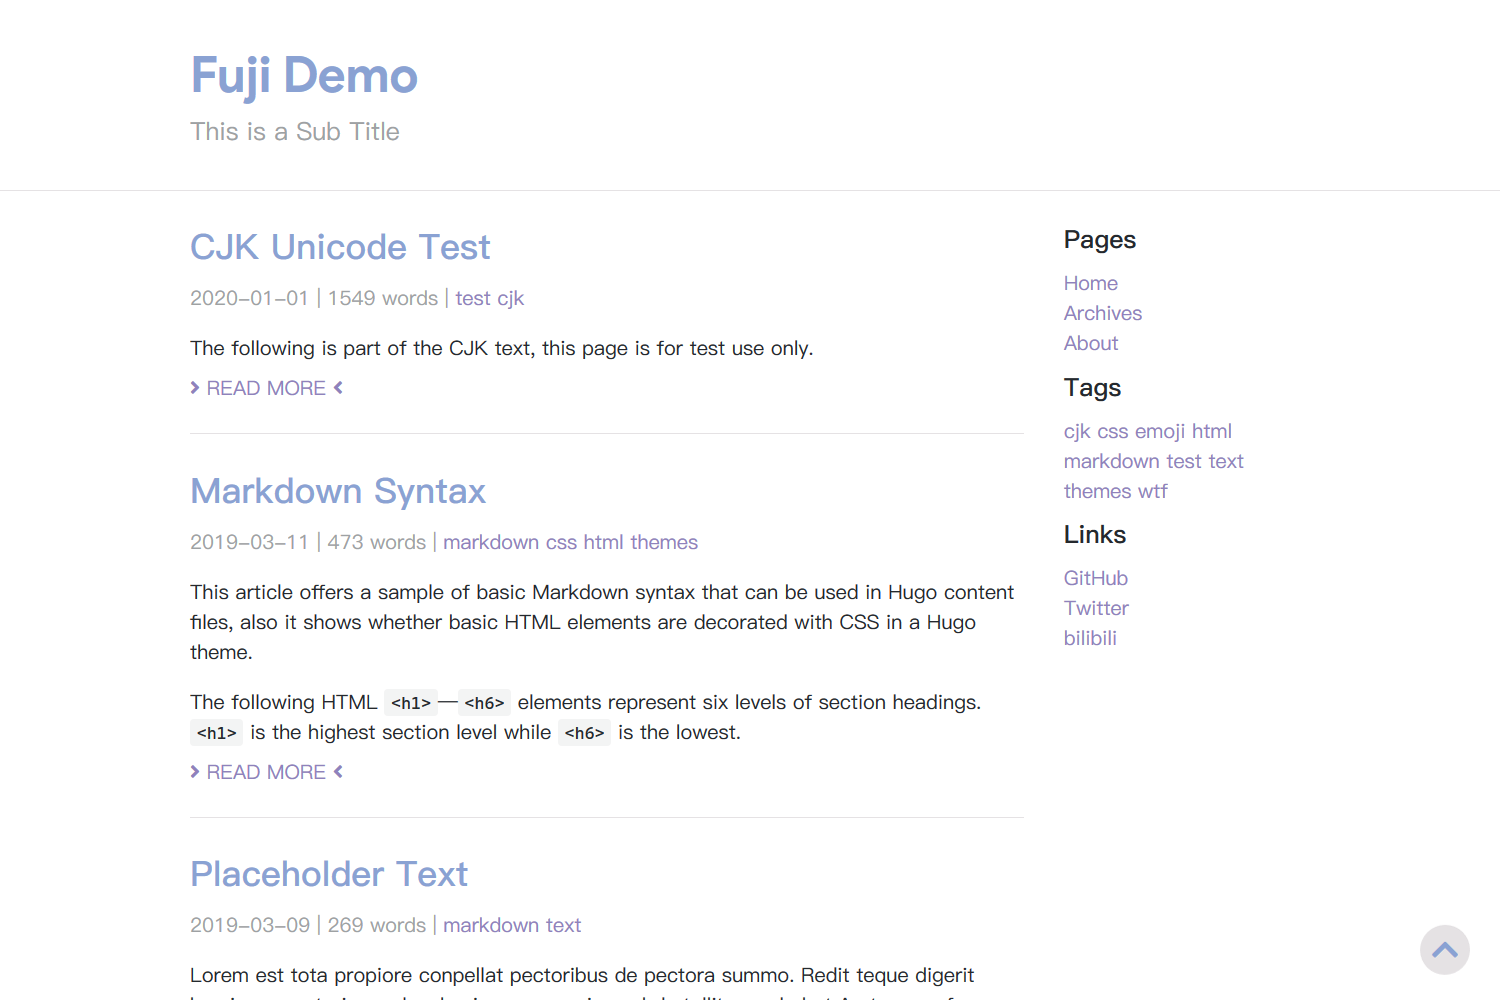 Fuji Demo
This is a Sub Title
CJK Unicode Test
2020-01-01 | 1549 words | test cjk
The following is part of the CJK text, this page is for test use only.
READ MORE
Markdown Syntax
2019-03-11 | 473 words | markdown css html themes
This article offers a sample of basic Markdown syntax that can be used in Hugo content
files, also it shows whether basic HTML elements are decorated with CSS in a Hugo
theme.
The following HTML <h1>—<h6> elements represent six levels of section headings.
<h1> is the highest section level while <h6> is the lowest.
READ MORE
Placeholder Text
2019-03-09 | 269 words | markdown text
Lorem est tota propiore conpellat pectoribus de pectora summo. Redit teque digerit
Pages
Home
Archives
About
Tags
cjk css emoji html
markdown test text
themes wtf
Links
GitHub
Twitter
bilibili